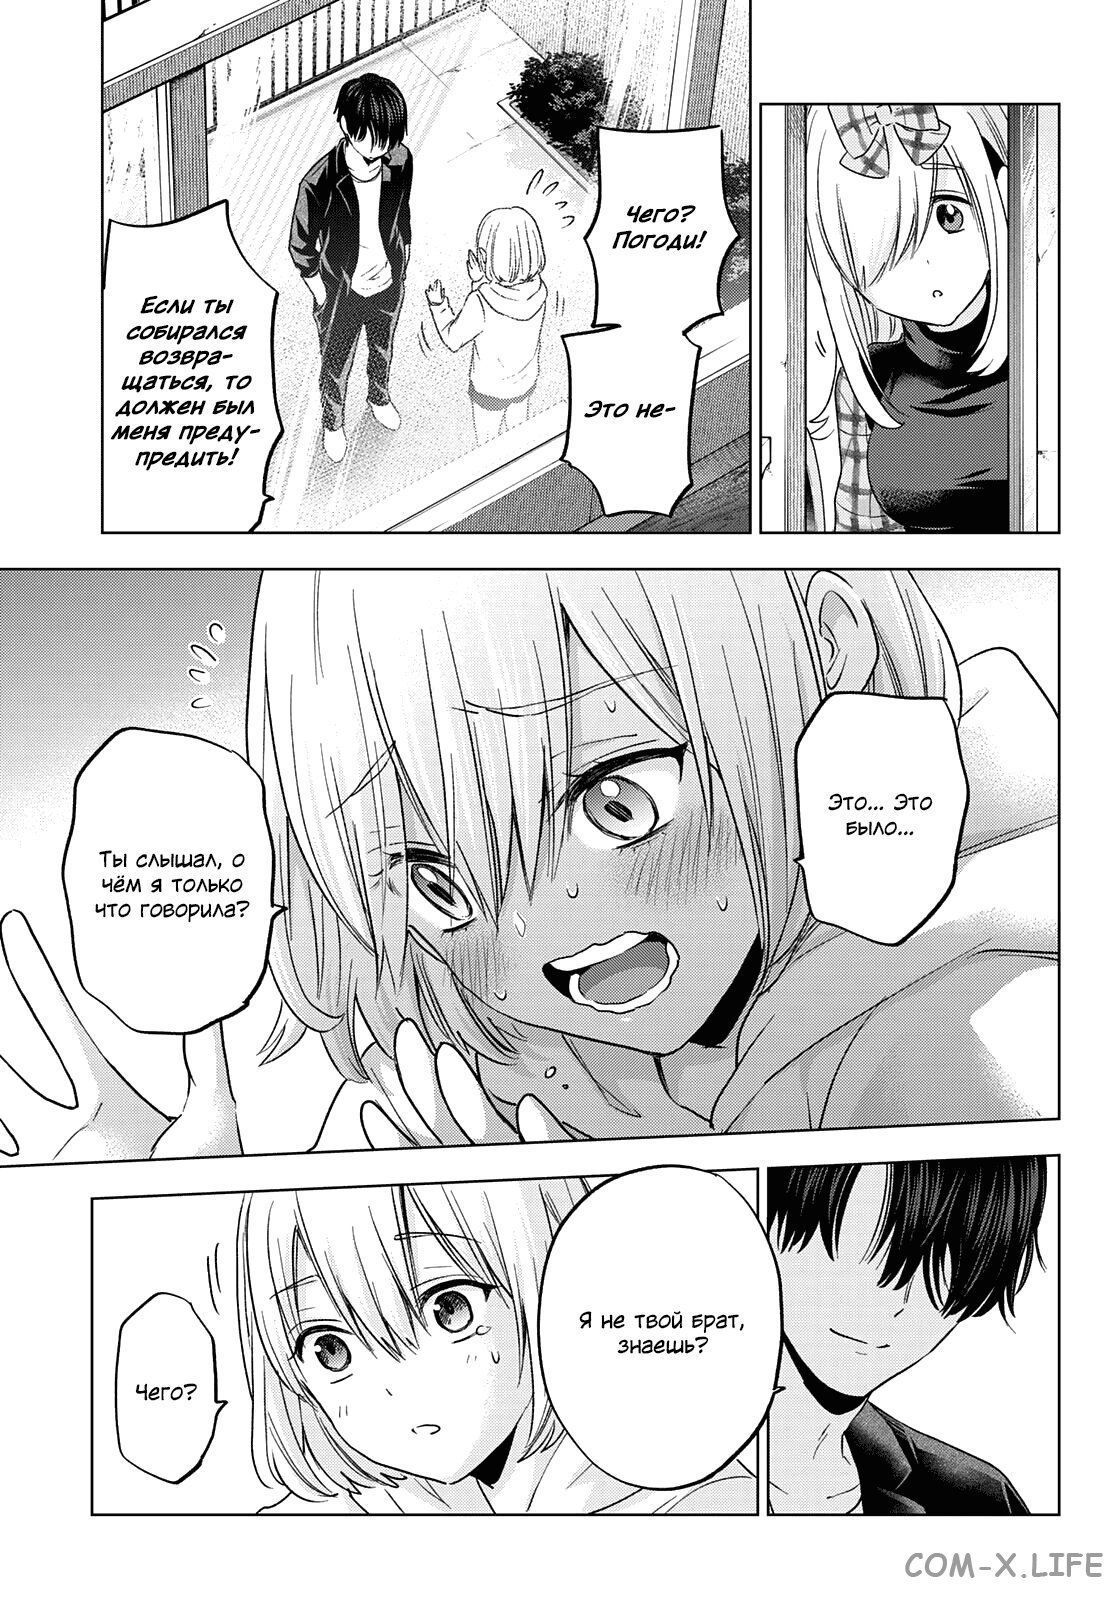 Чего?
Погоди!
Это не-
Если ты
собирался
возвра-
щаться, то
должен был
меня преду-
предить!
Это... Это
было...
Ты слышал, о
чём я только
что говорила?
Я не твой брат,
знаешь?
Чего?
COM-X.LIFE